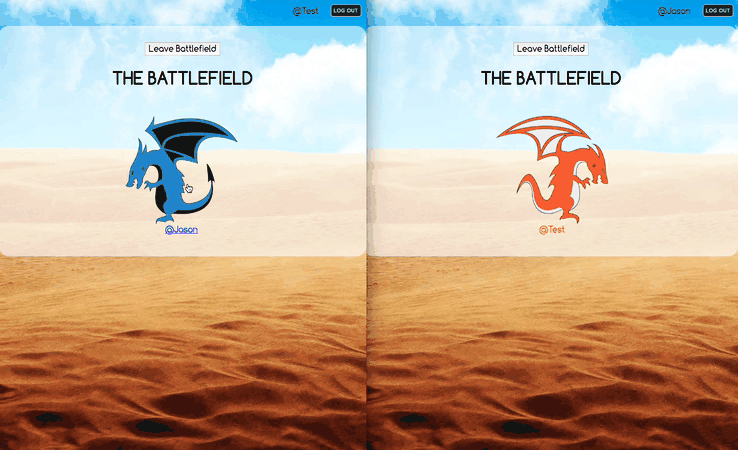 @Test LOG OUT
Leave Battlefield
THE BATTLEFIELD
@Jason
@Jason LOG OUT
Leave Battlefield
THE BATTLEFIELD
@Test